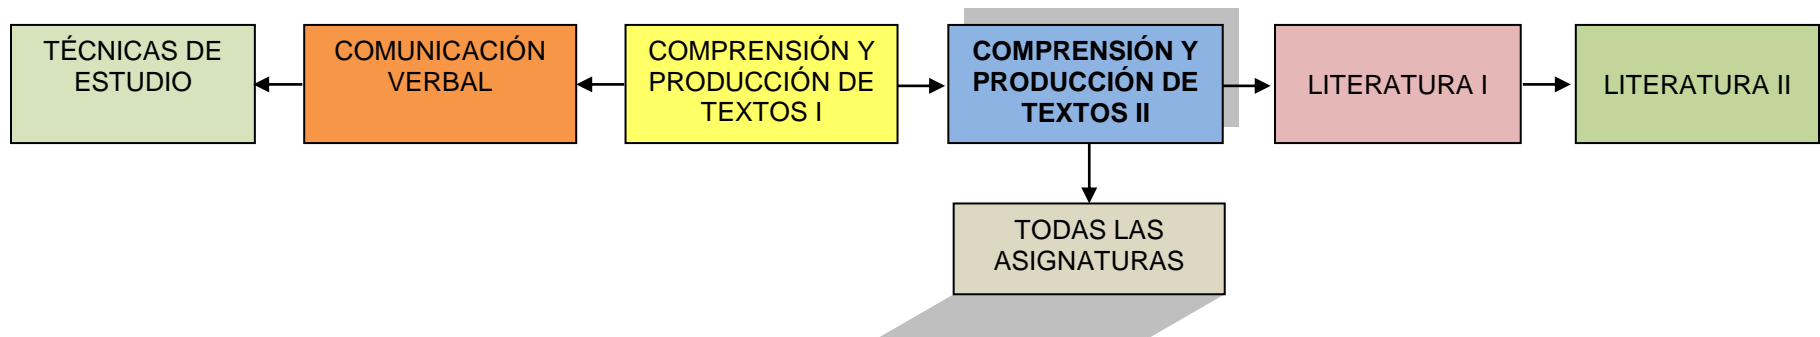 TÉCNICAS DE
ESTUDIO
COMUNICACIÓN
VERBAL
COMPRENSIÓN Y
PRODUCCIÓN DE
TEXTOS I
COMPRENSIÓN Y
PRODUCCIÓN DE
TEXTOS II
LITERATURA I
LITERATURA II
TODAS LAS
ASIGNATURAS